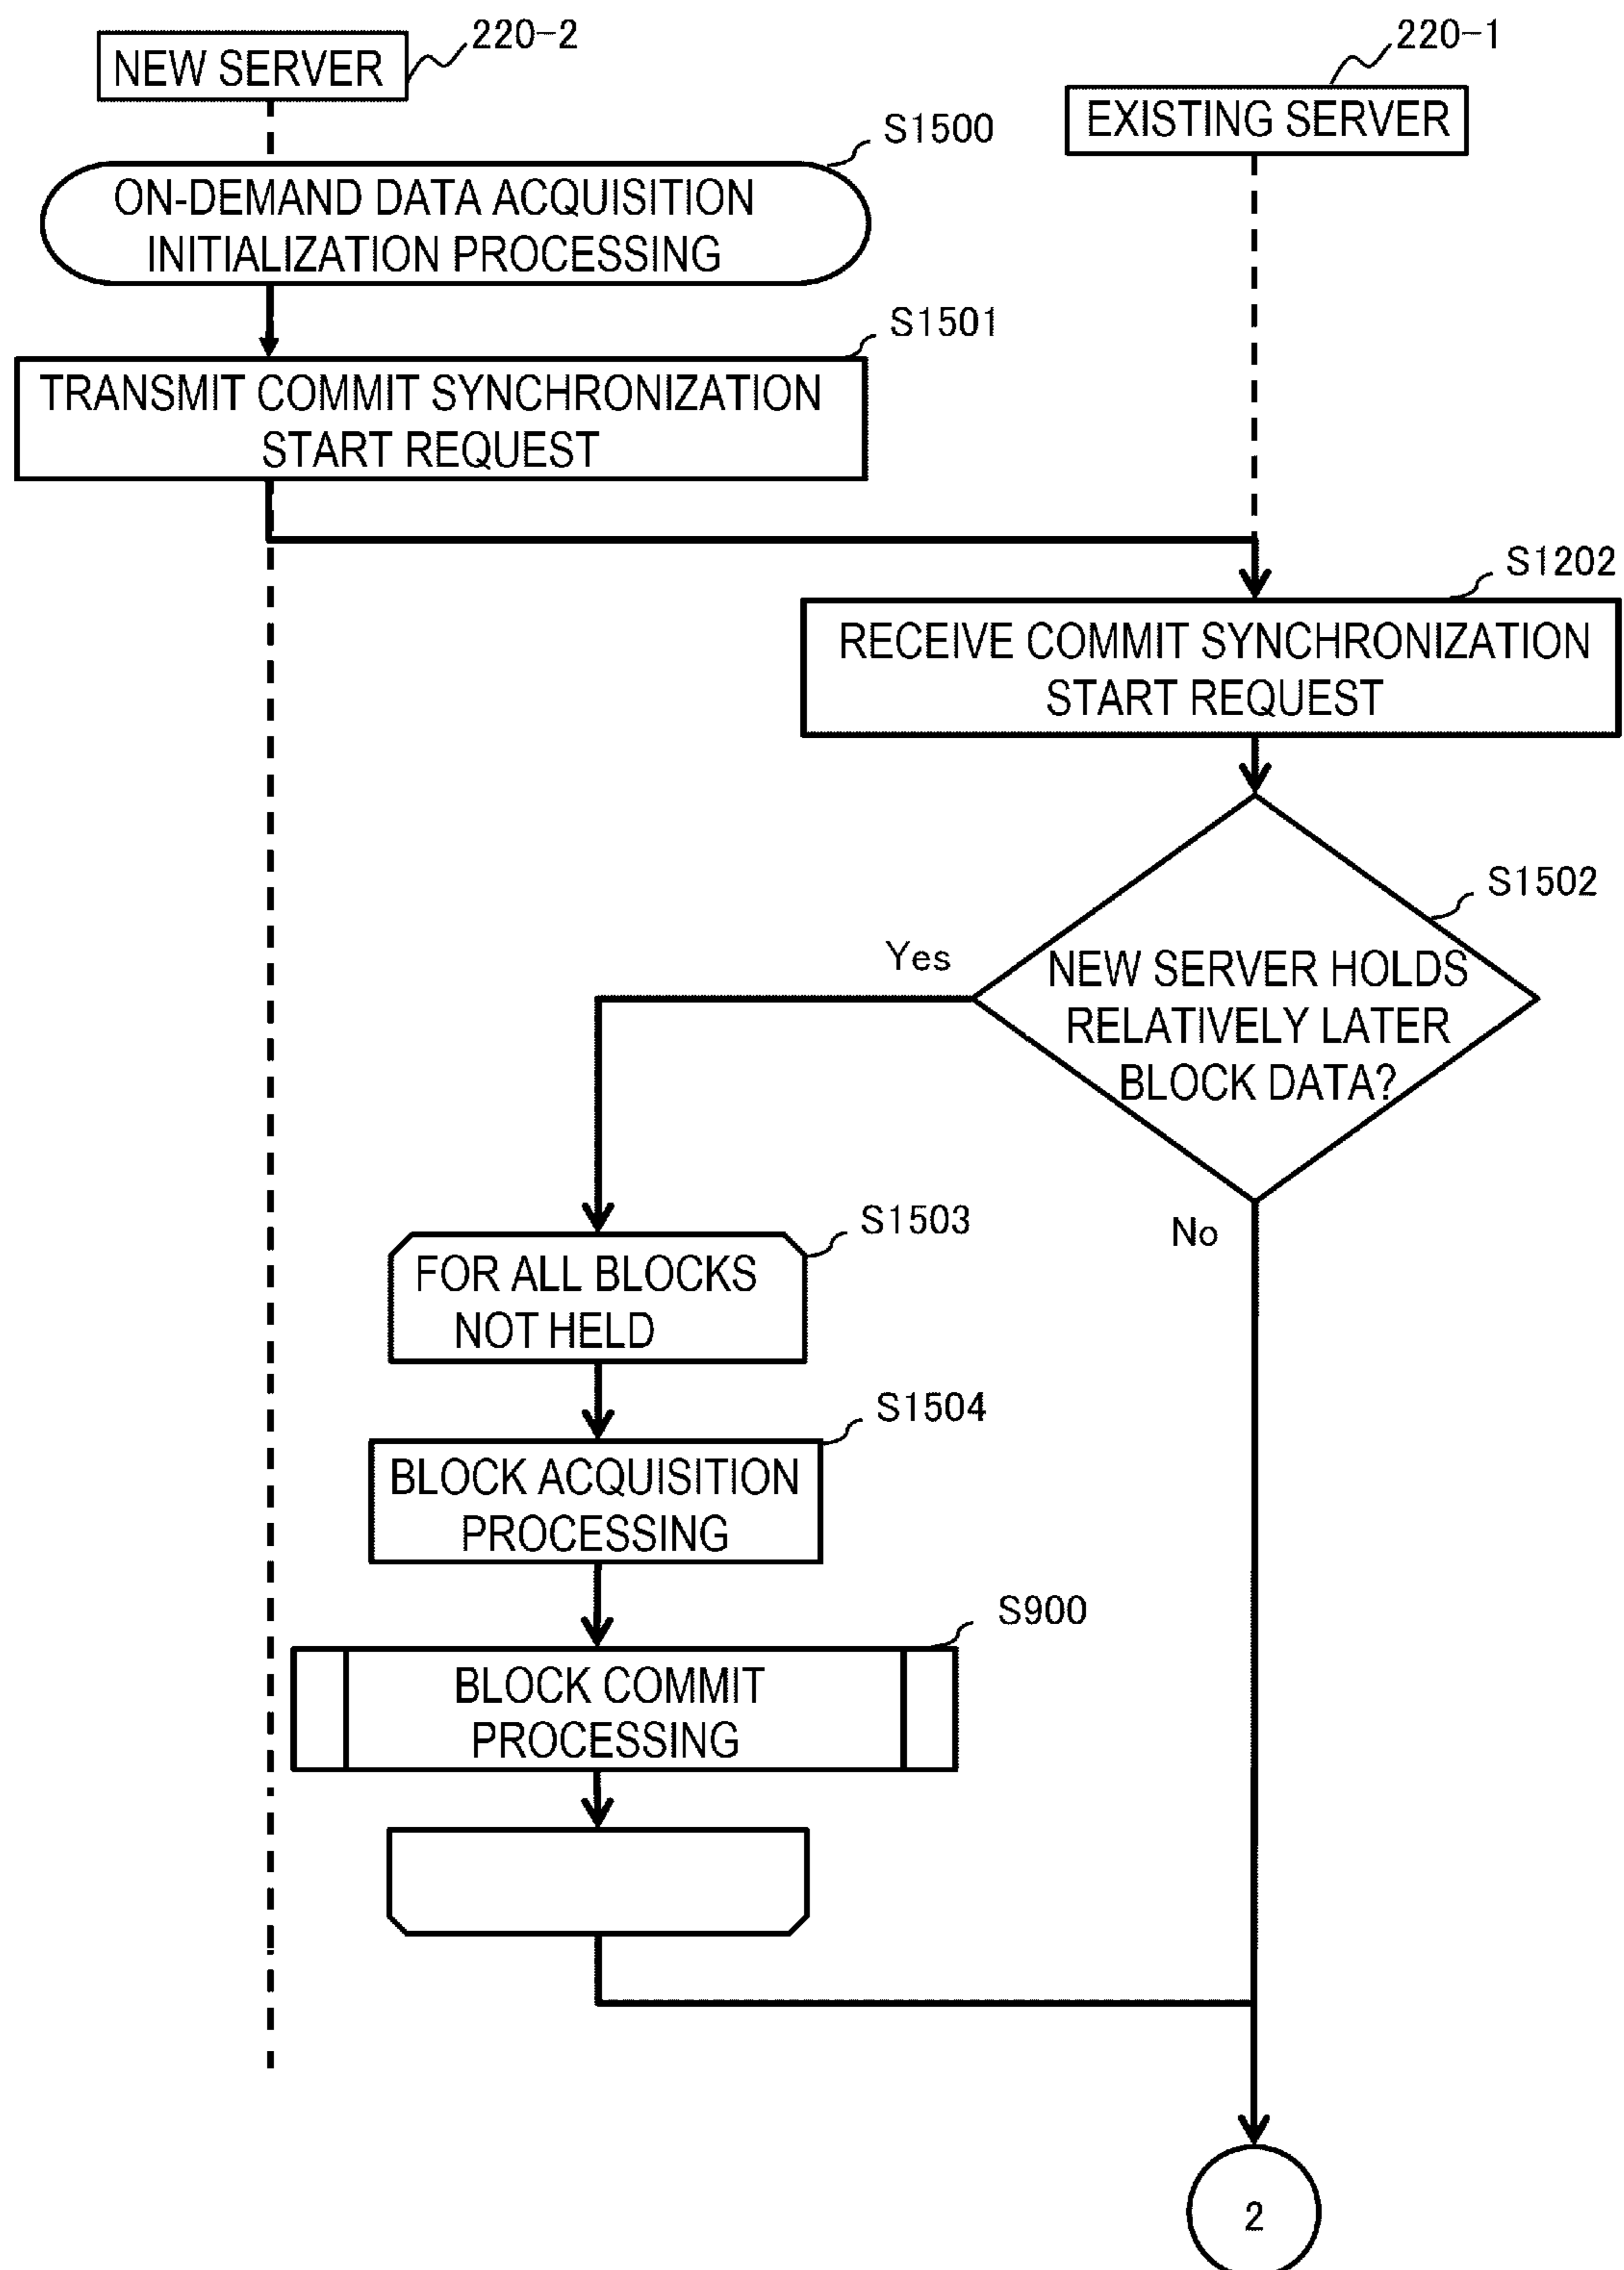 NEW SERVER
220-2
220-1
EXISTING SERVER
S1500
ON-DEMAND DATA ACQUISITION
INITIALIZATION PROCESSING
S1501
TRANSMIT COMMIT SYNCHRONIZATION
START REQUEST
S1202
RECEIVE COMMIT SYNCHRONIZATION
START REQUEST
S1502
Yes
NEW SERVER HOLDS
RELATIVELY LATER
BLOCK DATA?
No
S1503
FOR ALL BLOCKS
NOT HELD
S1504
BLOCK ACQUISITION
PROCESSING
S900
BLOCK COMMIT
PROCESSING
2